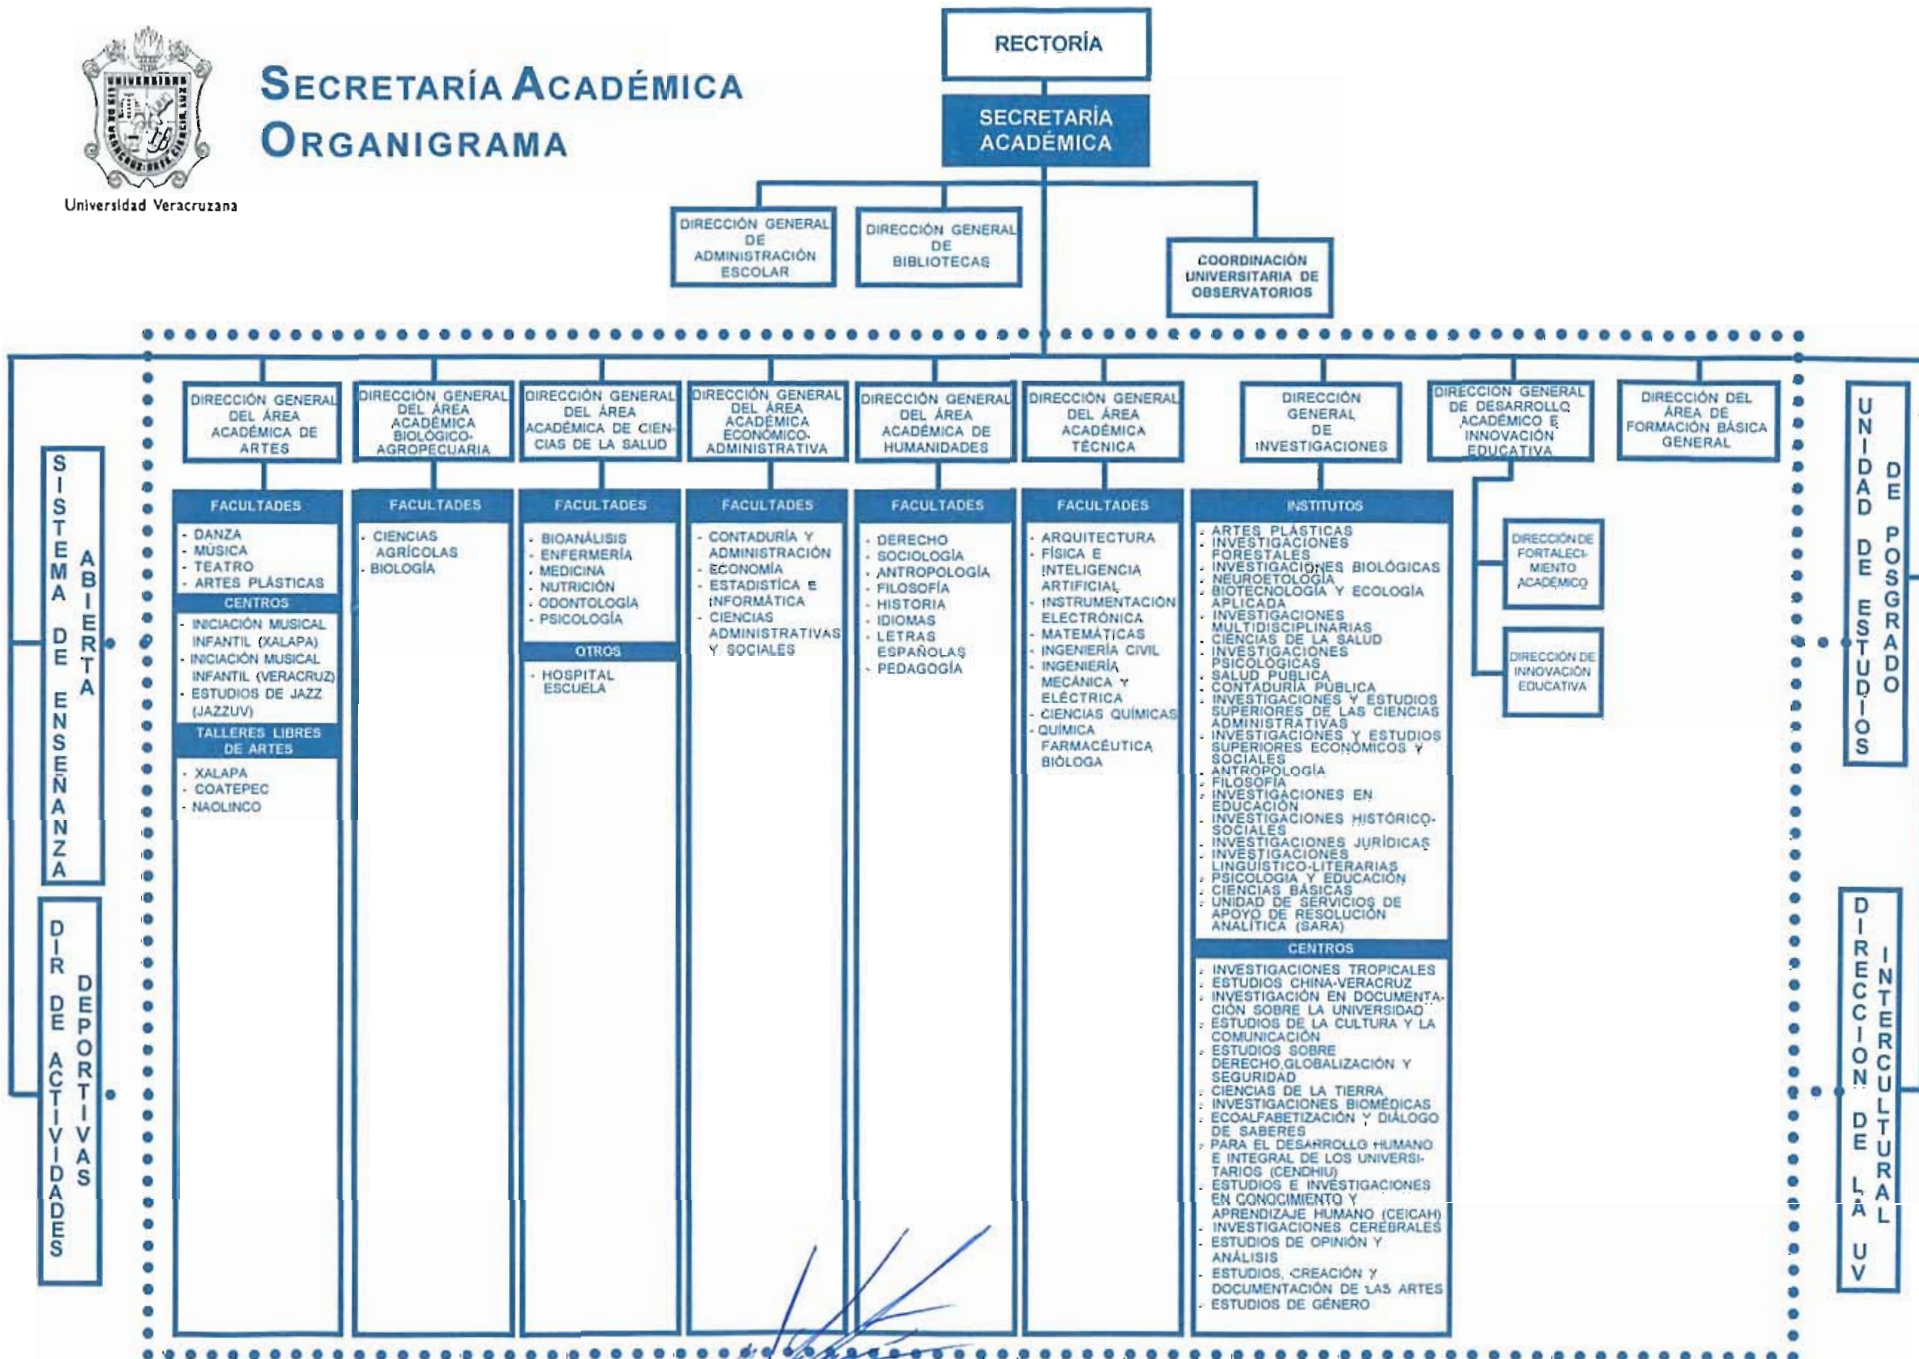 SECRETARÍA ACADÉMICA
ORGANIGRAMA
Universidad Veracruzana
RECTORÍA
SECRETARÍA
ACADÉMICA
DIRECCIÓN GENERAL
DE
ADMINISTRACIÓN
ESCOLAR
DIRECCIÓN GENERAL
DE
BIBLIOTECAS
COORDINACIÓN
UNIVERSITARIA DE
OBSERVATORIOS
SISTEMA DE ENSEÑANZA
ABIERTA
DIR DE ACTIVIDADES
DEPORTIVAS
DIRECCIÓN GENERAL
DEL ÁREA
ACADÉMICA DE
ARTES
FACULTADES
- DANZA
- MÚSICA
- TEATRO
- ARTES PLÁSTICAS
CENTROS
- INICIACIÓN MUSICAL
INFANTIL (XALAPA)
- INICIACIÓN MUSICAL
INFANTIL (VERACRUZ)
- ESTUDIOS DE JAZZ
(JAZZUV)
TALLERES LIBRES
DE ARTES
- XALAPA
- COATEPEC
- NAOLINCO
DIRECCIÓN GENERAL
DEL ÁREA
ACADÉMICA
BIOLÓGICO-
AGROPECUARIA
FACULTADES
- CIENCIAS
AGRÍCOLAS
- BIOLOGÍA
DIRECCIÓN GENERAL
DEL ÁREA
ACADÉMICA DE CIEN-
CIAS DE LA SALUD
FACULTADES
- BIOANÁLISIS
- ENFERMERÍA
- MEDICINA
- NUTRICIÓN
- ODONTOLOGÍA
- PSICOLOGÍA
OTROS
- HOSPITAL
ESCUELA
DIRECCIÓN GENERAL
DEL ÁREA
ACADÉMICA
ECONÓMICO-
ADMINISTRATIVA
FACULTADES
- CONTADURÍA Y
ADMINISTRACIÓN
- ECONOMÍA
- ESTADÍSTICA E
INFORMÁTICA
- CIENCIAS
ADMINISTRATIVAS
Y SOCIALES
DIRECCIÓN GENERAL
DEL ÁREA
ACADÉMICA DE
HUMANIDADES
FACULTADES
- DERECHO
- SOCIOLOGÍA
- ANTROPOLOGÍA
- FILOSOFÍA
- HISTORIA
- IDIOMAS
- LETRAS
ESPAÑOLAS
- PEDAGOGÍA
DIRECCIÓN GENERAL
DEL ÁREA
ACADÉMICA
TÉCNICA
FACULTADES
- ARQUITECTURA
- FÍSICA E
INTELIGENCIA
ARTIFICIAL
- INSTRUMENTACIÓN
ELECTRÓNICA
- MATEMÁTICAS
- INGENIERÍA CIVIL
- INGENIERÍA
MECÁNICA Y
ELÉCTRICA
- CIENCIAS QUÍMICAS
- QUÍMICA
FARMACÉUTICA
BIÓLOGA
DIRECCIÓN
GENERAL
DE
INVESTIGACIONES
INSTITUTOS
- ARTES PLÁSTICAS
- INVESTIGACIONES
FORESTALES
- INVESTIGACIONES BIOLÓGICAS
- NEUROETOLOGÍA
- BIOTECNOLOGÍA Y ECOLOGÍA
APLICADA
- INVESTIGACIONES
MULTIDISCIPLINARIAS
- CIENCIAS DE LA SALUD
- INVESTIGACIONES
PSICOLÓGICAS
- SALUD PÚBLICA
- CONTADURÍA PÚBLICA
- INVESTIGACIONES Y ESTUDIOS
SUPERIORES DE LAS CIENCIAS
ADMINISTRATIVAS
- INVESTIGACIONES Y ESTUDIOS
SUPERIORES ECONÓMICOS Y
SOCIALES
- ANTROPOLOGÍA
- FILOSOFÍA
- INVESTIGACIONES EN
EDUCACIÓN
- INVESTIGACIONES HISTÓRICO-
SOCIALES
- INVESTIGACIONES JURÍDICAS
- INVESTIGACIONES
LINGÜÍSTICO-LITERARIAS
- PSICOLOGIA Y EDUCACIÓN
- CIENCIAS BÁSICAS
- UNIDAD DE SERVICIOS DE
APOYO DE RESOLUCIÓN
ANALÍTICA (SARA)
CENTROS
- INVESTIGACIONES TROPICALES
- ESTUDIOS CHINA-VERACRUZ
- INVESTIGACIÓN EN DOCUMENTA-
CIÓN SOBRE LA UNIVERSIDAD
- ESTUDIOS DE LA CULTURA Y LA
COMUNICACIÓN
- ESTUDIOS SOBRE
DERECHO,GLOBALIZACIÓN Y
SEGURIDAD
- CIENCIAS DE LA TIERRA
- INVESTIGACIONES BIOMÉDICAS
- ECOALFABETIZACIÓN Y DIÁLOGO
DE SABERES
- PARA EL DESARROLLO HUMANO
E INTEGRAL DE LOS UNIVERSI-
TARIOS (CENDHIU)
- ESTUDIOS E INVESTIGACIONES
EN CONOCIMIENTO Y
APRENDIZAJE HUMANO (CEICAH)
- INVESTIGACIONES CEREBRALES
- ESTUDIOS DE OPINIÓN Y
ANÁLISIS
- ESTUDIOS, CREACIÓN Y
DOCUMENTACIÓN DE LAS ARTES
- ESTUDIOS DE GÉNERO
DIRECCIÓN GENERAL
DE DESARROLLO
ACADÉMICO E
INNOVACIÓN
EDUCATIVA
DIRECCIÓN DE
FORTALECI-
MIENTO
ACADÉMICO
DIRECCIÓN DE
INNOVACIÓN
EDUCATIVA
DIRECCIÓN DEL
ÁREA DE
FORMACIÓN BÁSICA
GENERAL
UNIDAD DE ESTUDIOS
DE POSGRADO
DIRECCION DE LA UV
INTERCULTURAL